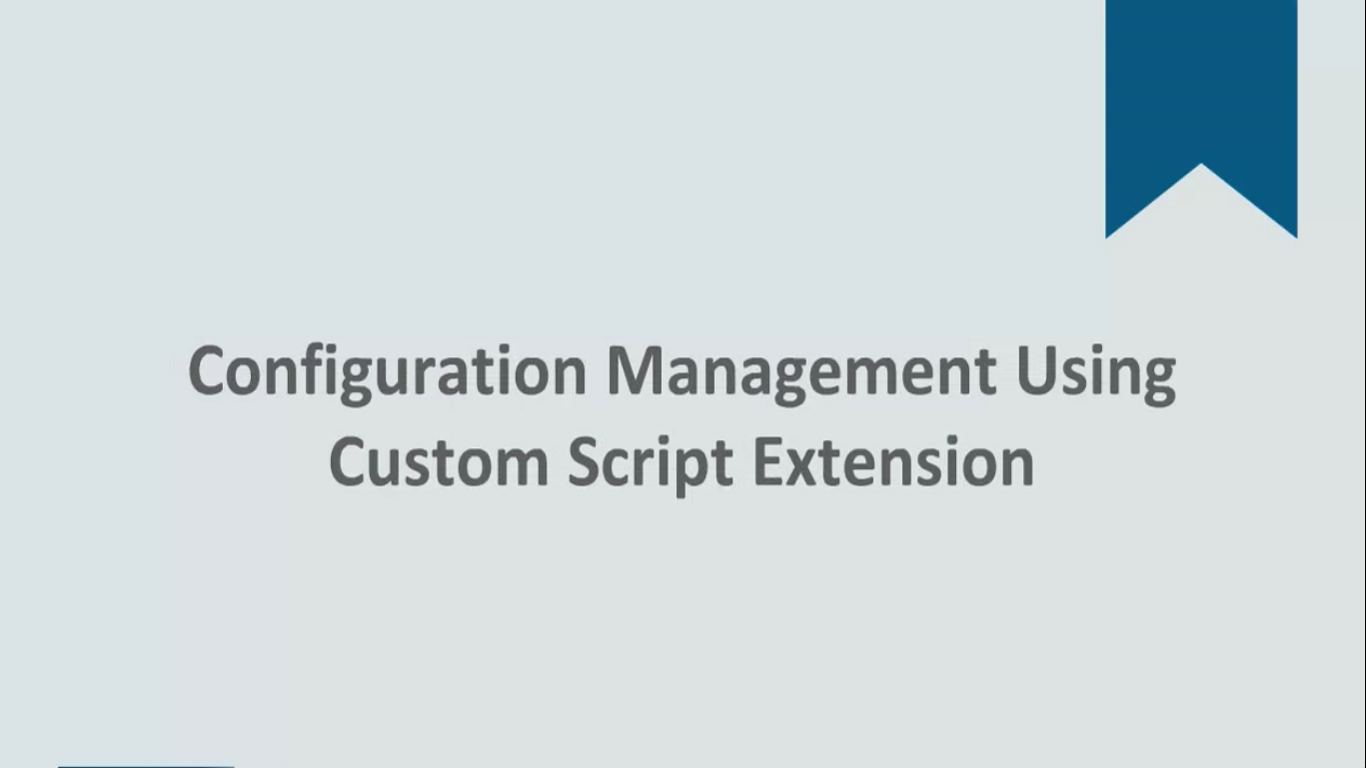 Configuration Management Using
Custom Script Extension